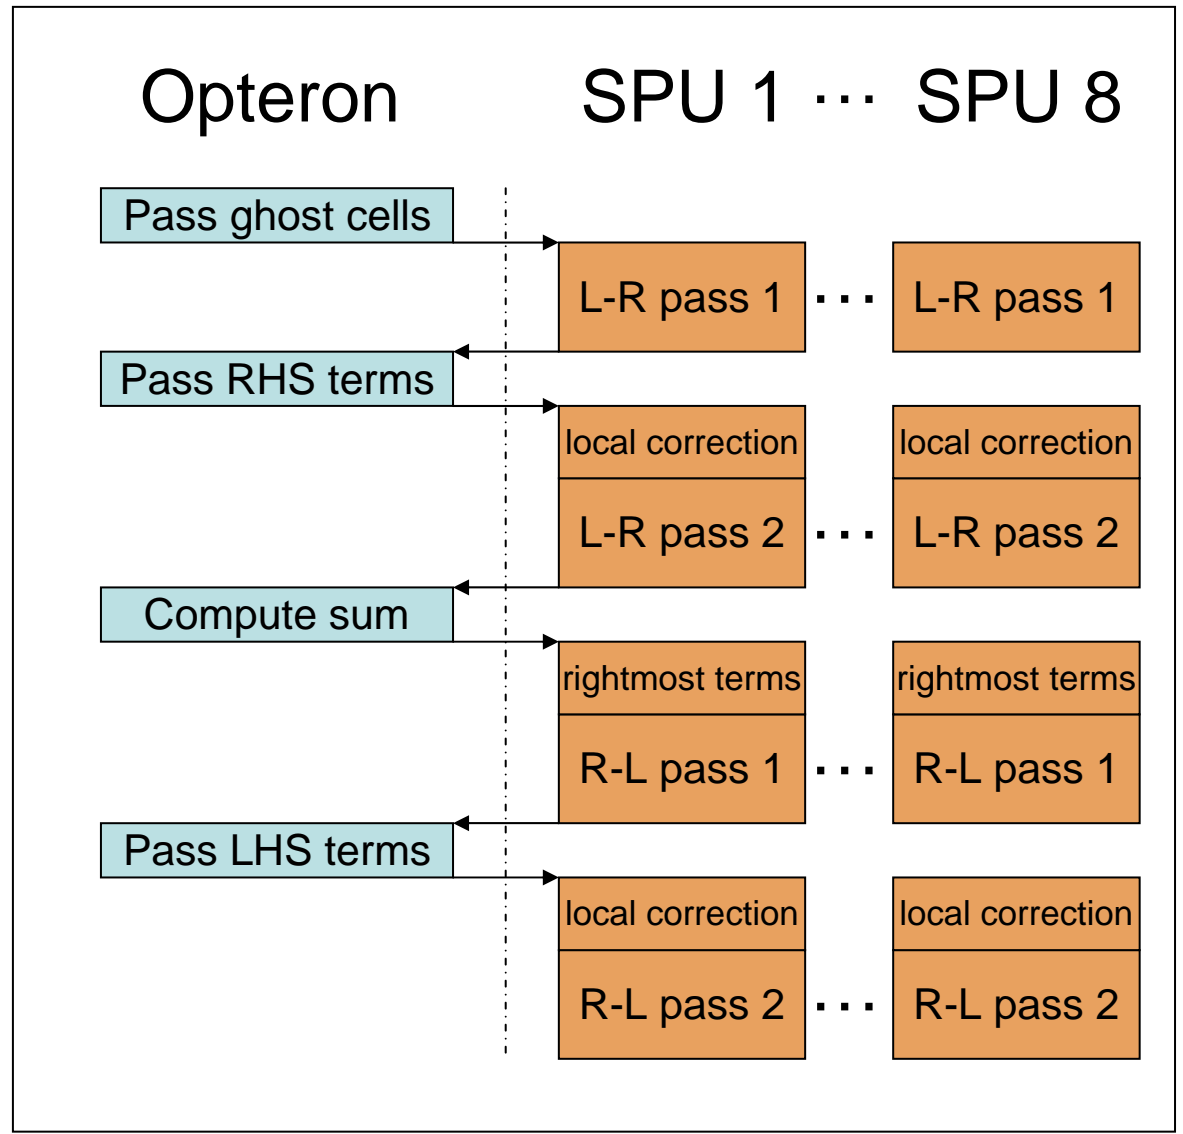 Opteron SPU 1 ··· SPU 8
Pass ghost cells
L-R pass 1 ··· L-R pass 1
Pass RHS terms
local correction local correction
L-R pass 2 ··· L-R pass 2
Compute sum
rightmost terms rightmost terms
R-L pass 1 ··· R-L pass 1
Pass LHS terms
local correction local correction
R-L pass 2 ··· R-L pass 2